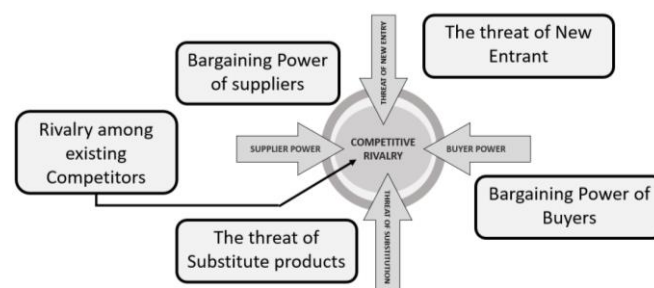 The threat of New
Entrant
Bargaining Power
of suppliers
THREAT OF NEW ENTRY
Rivalry among
existing
Competitors
SUPPLIER POWER
COMPETITIVE
RIVALRY
BUYER POWER
Bargaining Power of
Buyers
The threat of
Substitute products
THREAT OF
SUBSTITUTION